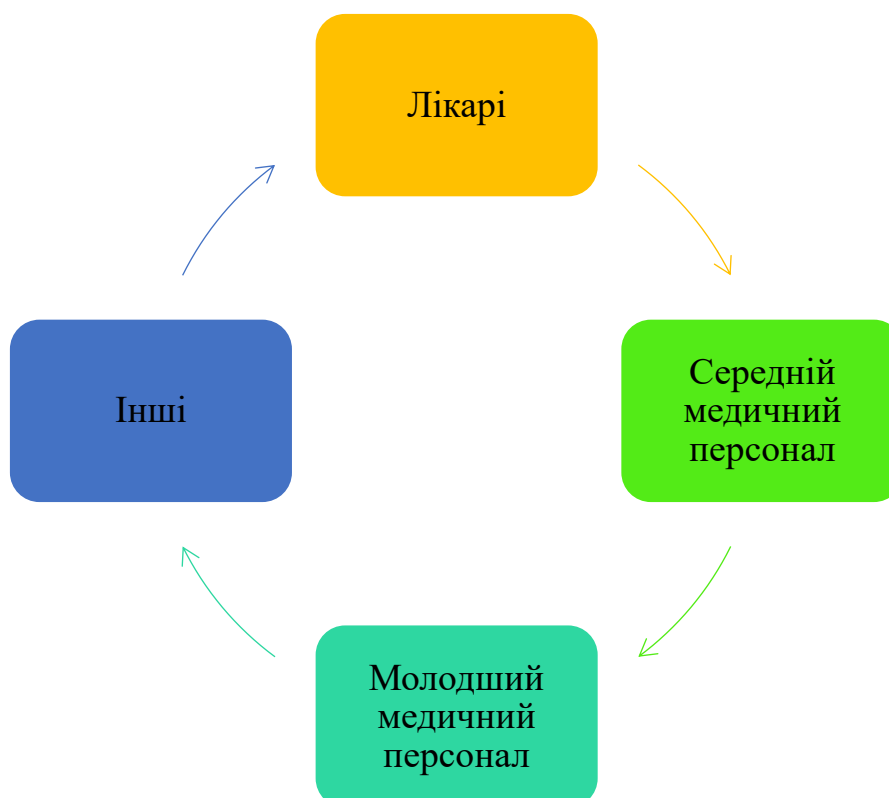 Лікарі
Середній
медичний
персонал
Молодший
медичний
персонал
Інші